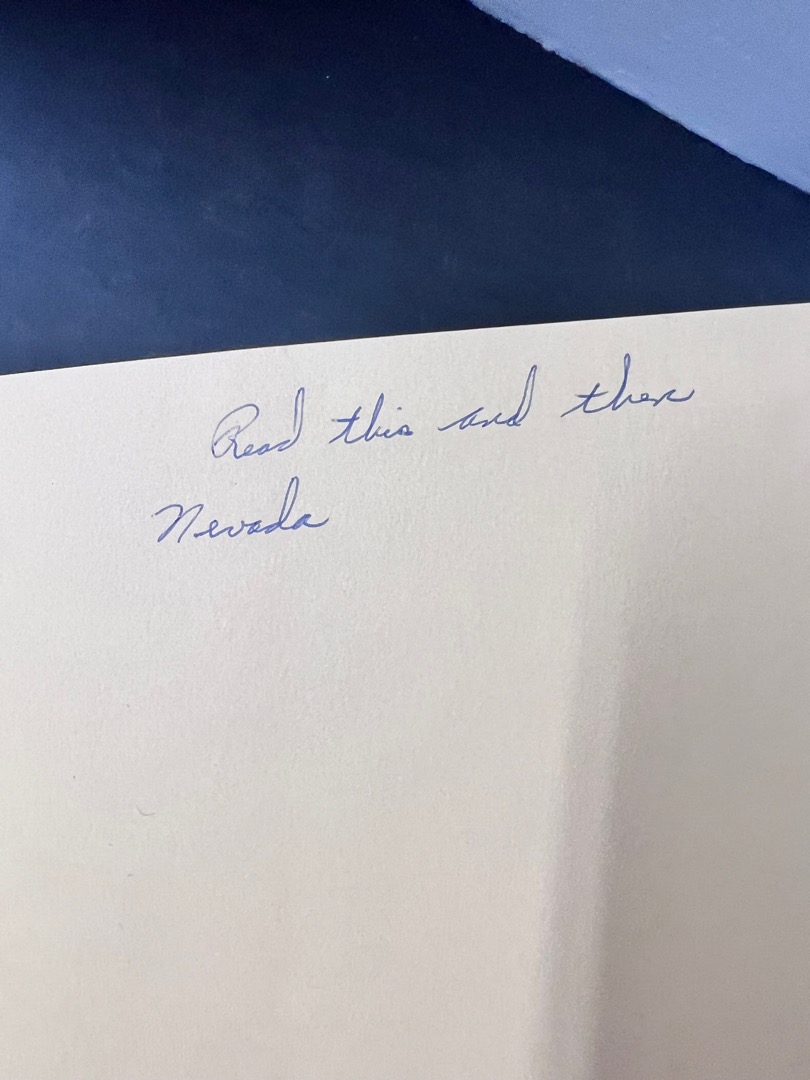 Read this and then
Nevada